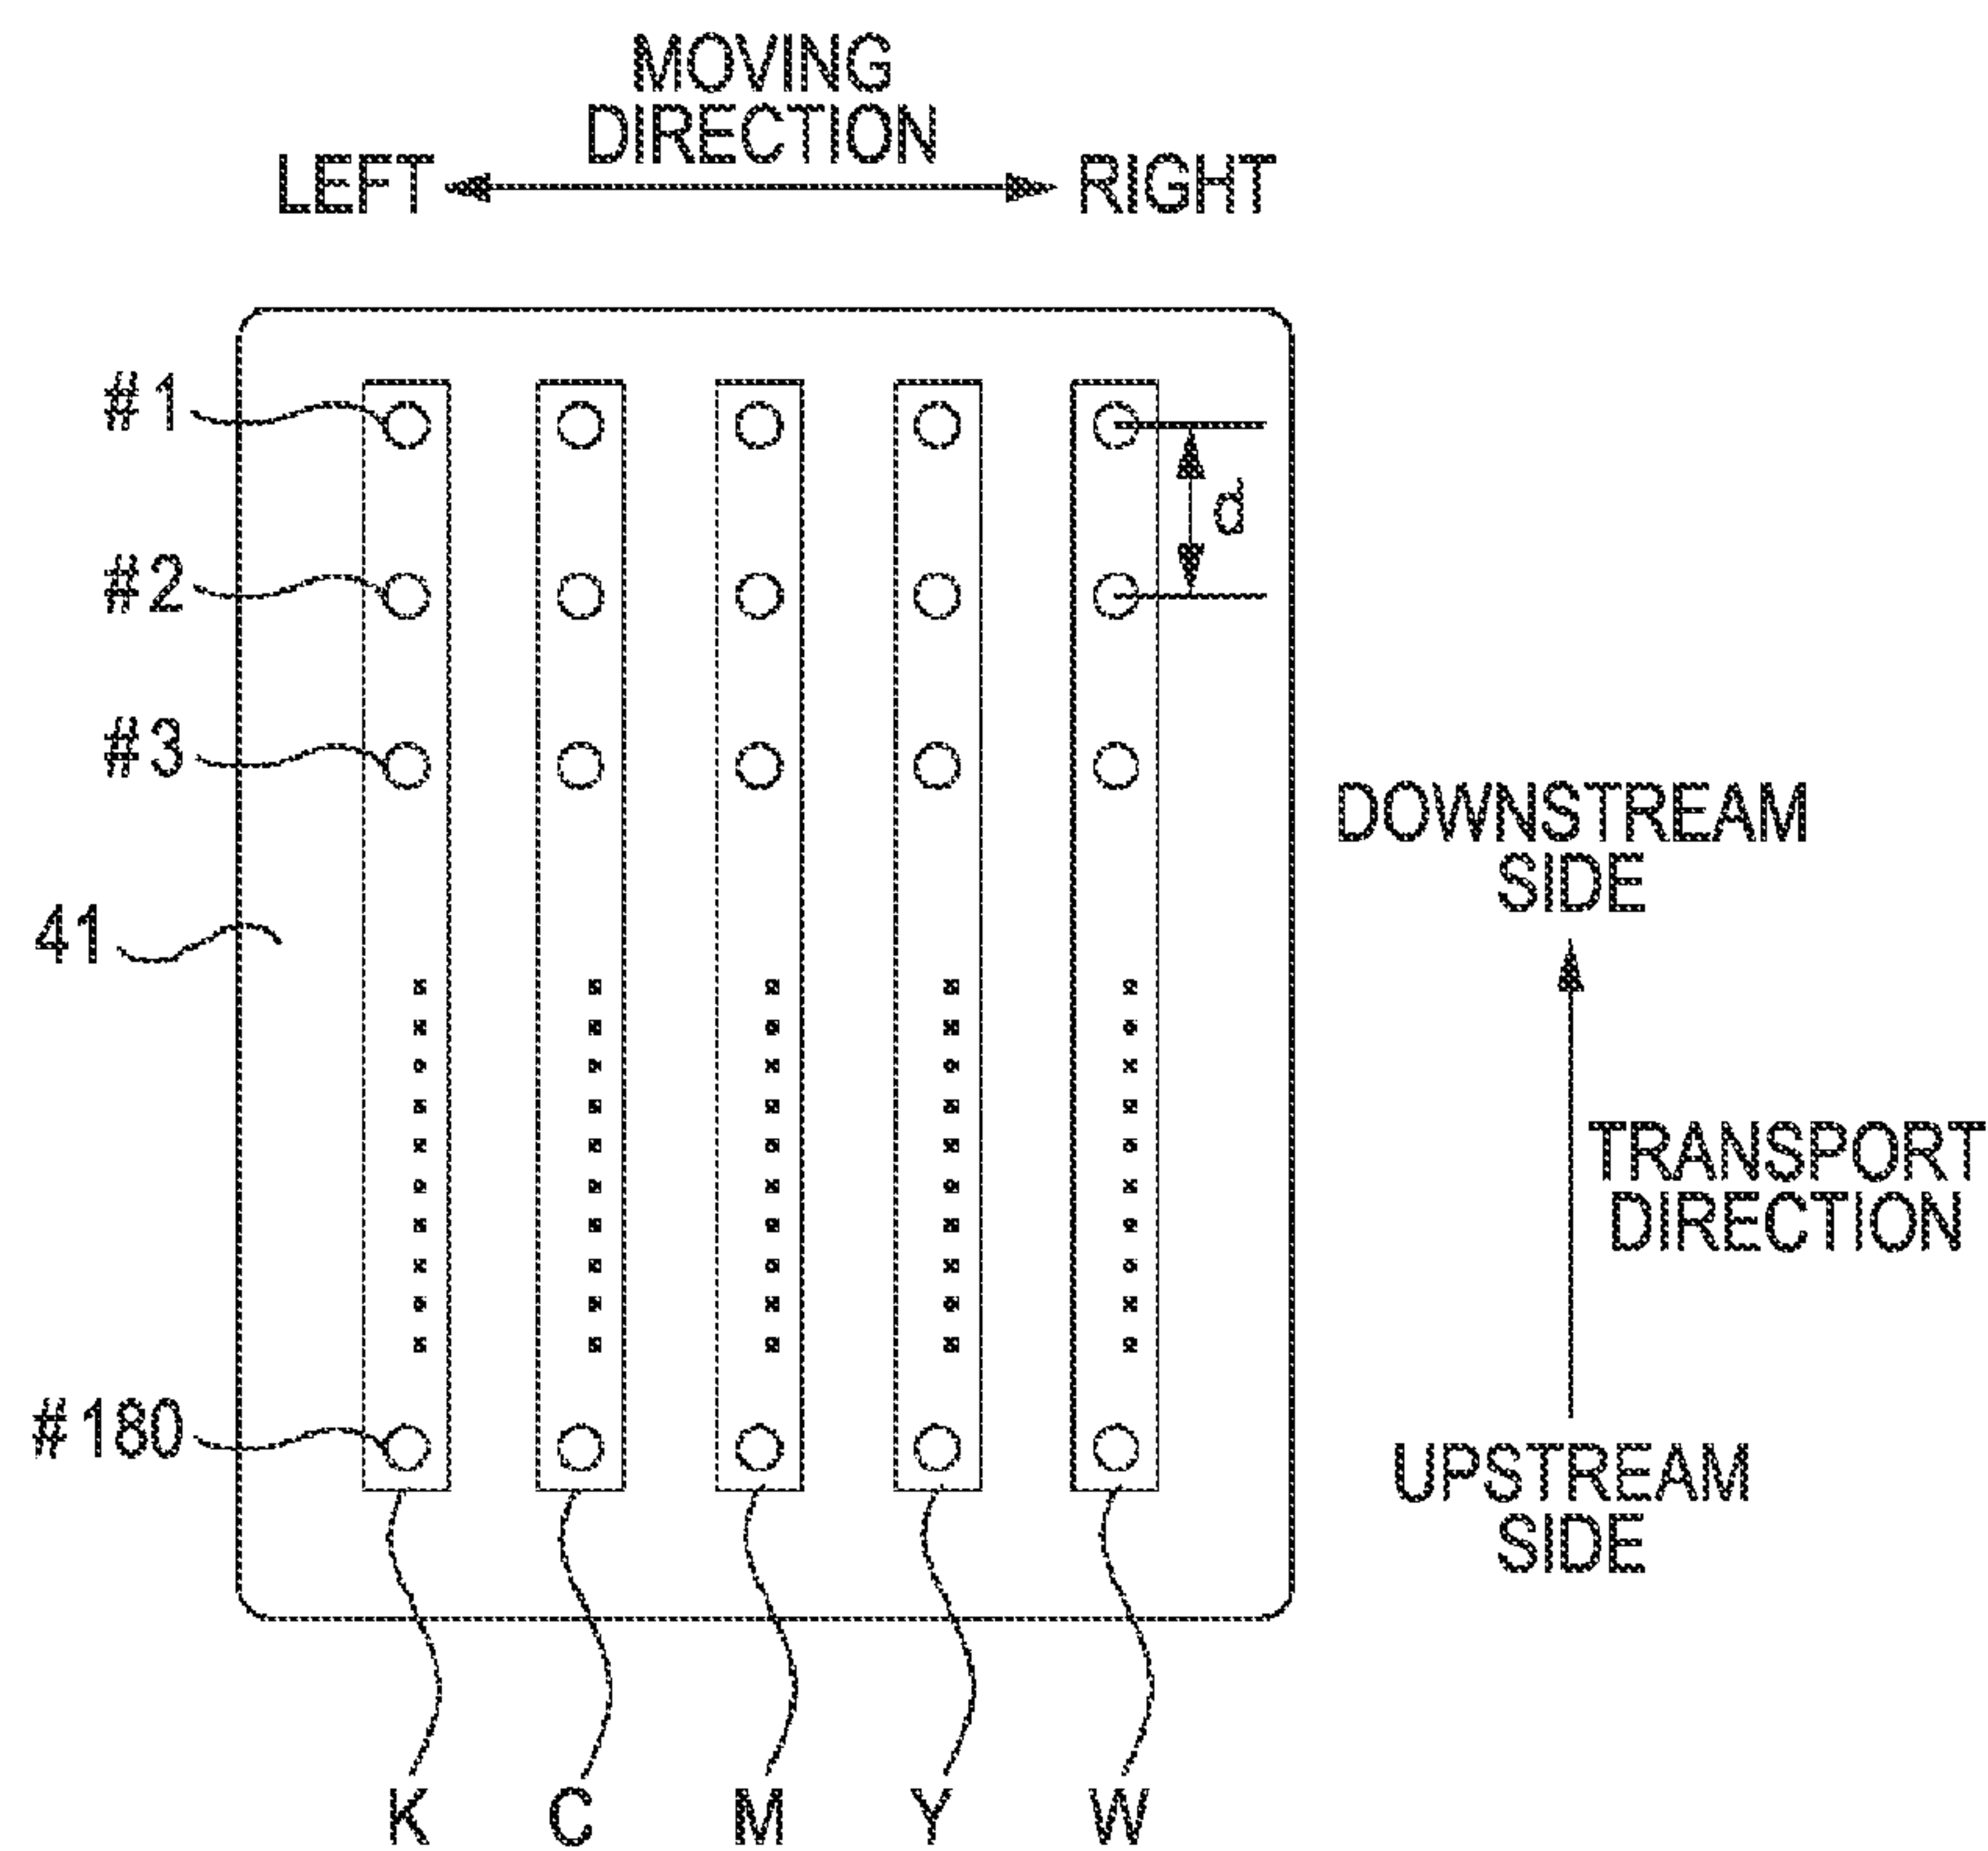 MOVING
DIRECTION
LEFT
RIGHT
#1
#2
#3
d
41
#180
DOWNSTREAM
SIDE
TRANSPORT
DIRECTION
UPSTREAM
SIDE
K C M Y W